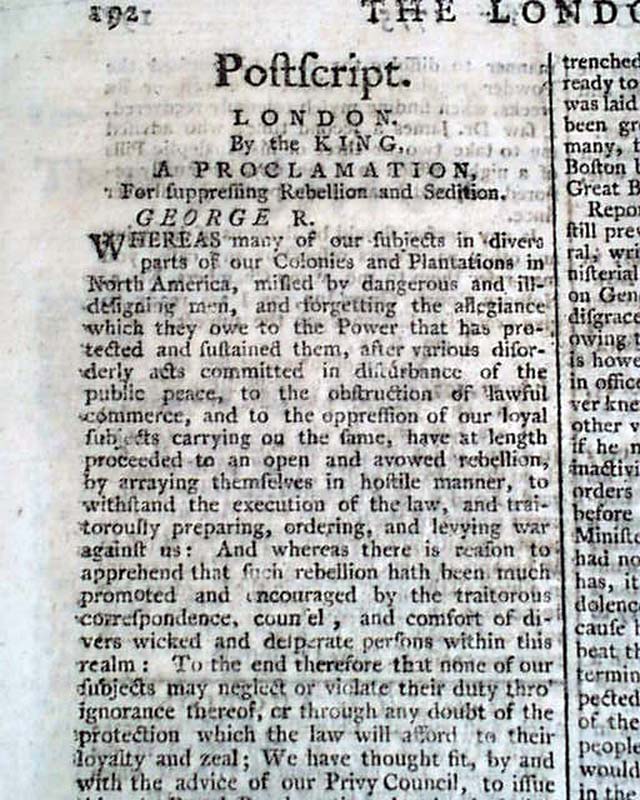 192
THE LONDO
Poſtſcript.
LONDON.
By the KING,
A PROCLAMATION,
For ſuppreſſing Rebellion and Sedition.
GEORGE R.
WHEREAS many of our ſubjects in divers
parts of our Colonies and Plantations in
North America, miſled by dangerous and ill-
deſigning men, and forgetting the allegiance
which they owe to the Power that has pro-
tected and ſuſtained them, after various diſor-
derly acts committed in diſturbance of the
public peace, to the obſtruction of lawful
commerce, and to the oppreſſion of our loyal
ſubjects carrying on the ſame, have at length
proceeded to an open and avowed rebellion,
by arraying themſelves in hoſtile manner, to
withſtand the execution of the law, and trai-
torouſly preparing, ordering, and levying war
againſt us: And whereas there is reaſon to
apprehend that ſuch rebellion hath been much
promoted and encouraged by the traitorous
correſpondence, counſel, and comfort of di-
vers wicked and deſperate perſons within this
realm: To the end therefore that none of our
ſubjects may neglect or violate their duty thro'
ignorance thereof, or through any doubt of the
protection which the law will afford to their
loyalty and zeal; We have thought fit, by and
with the advice of our Privy Council, to iſſue
trenched
ready to
was laid
been gre
many, t
Boſton
Great B
Repor
ſtill prev
ral; wri
niſterial
on Gen
diſgrace
owing t
is howe
in office
ver knew
other v
if he n
inactivi
orders
before
Miniſte
had no
has, it
dolenc
cauſe
beat th
termin
pected
of the
people
would
in the